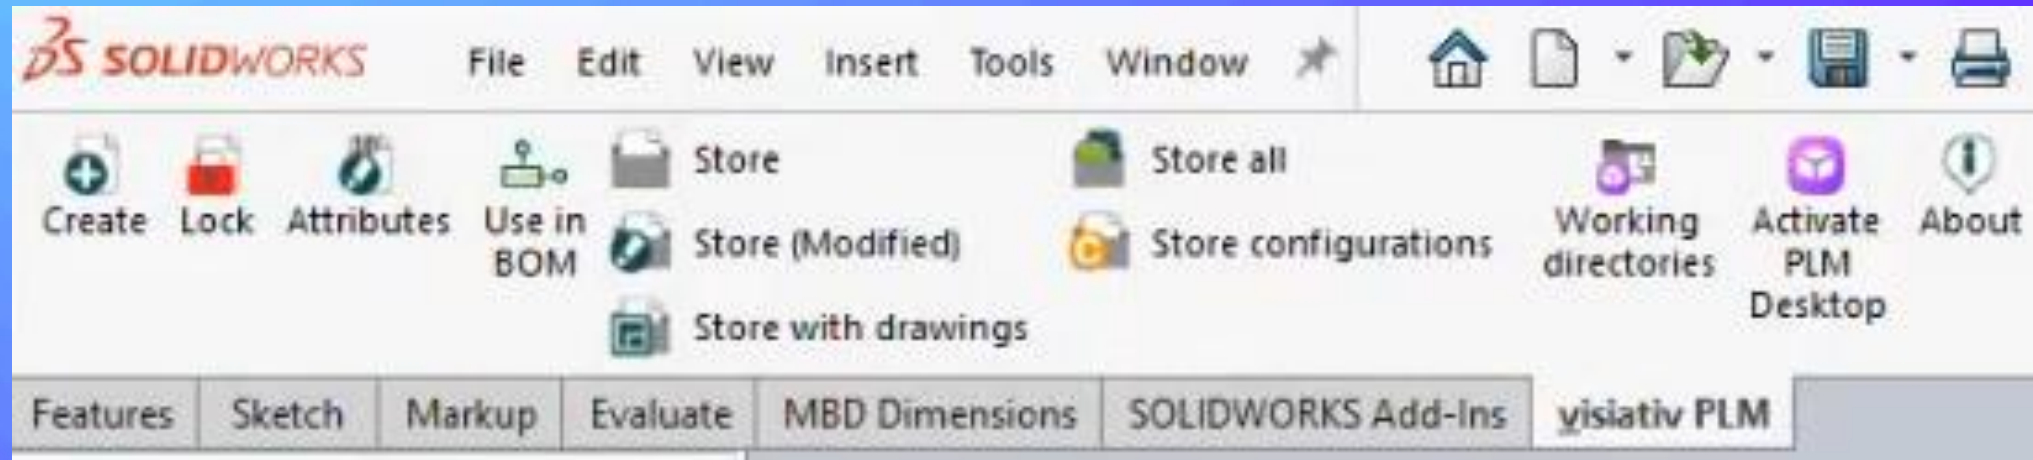 3S SOLIDWORKS File Edit View Insert Tools Window
Store Store all
Create Lock Attributes Use in BOM Store (Modified) Store configurations Working directories Activate PLM Desktop About
Store with drawings
Features Sketch Markup Evaluate MBD Dimensions SOLIDWORKS Add-Ins visiativ PLM